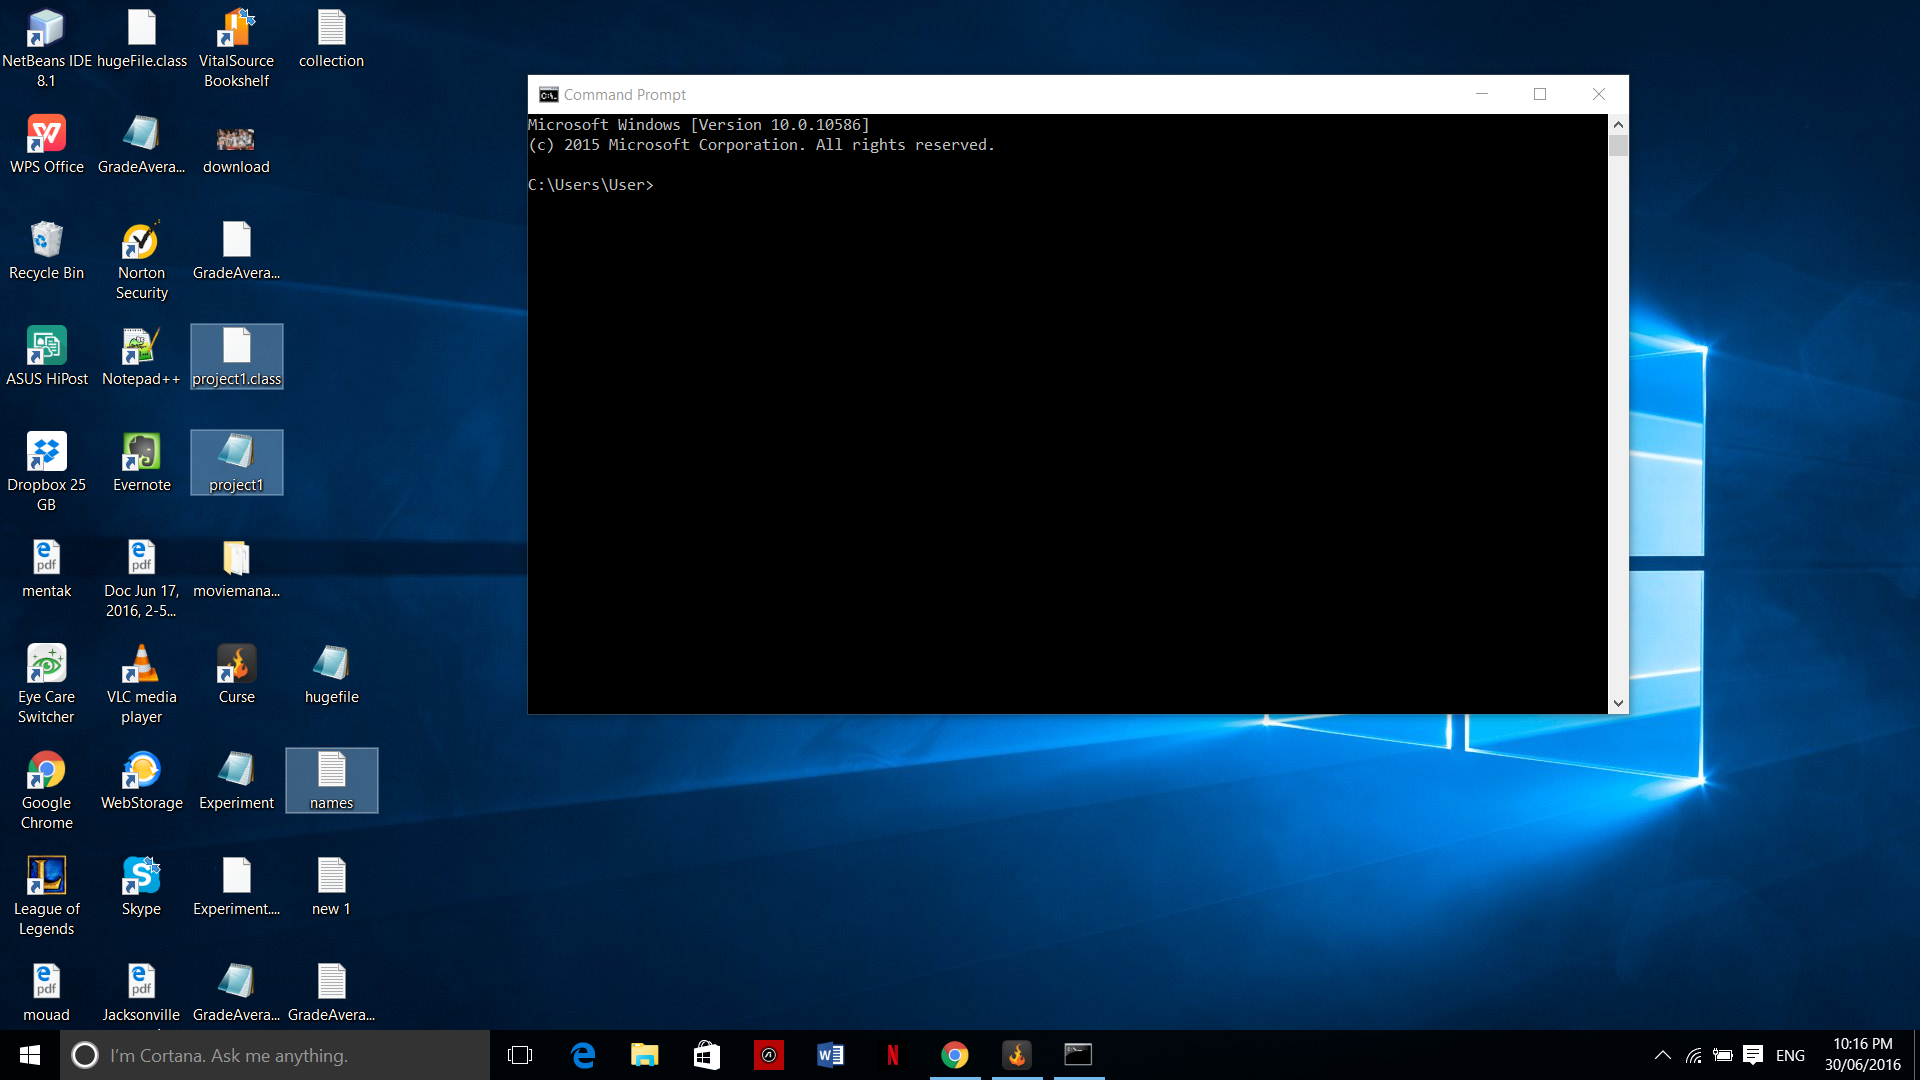 NetBeans IDE
8.1
hugeFile.class
VitalSource
Bookshelf
collection
WPS Office
GradeAvera...
download
Recycle Bin
Norton
Security
GradeAvera...
ASUS HiPost
Notepad++
project1.class
Dropbox 25
GB
Evernote
project1
pdf
mentak
pdf
Doc Jun 17,
2016, 2-5...
moviemana...
Eye Care
Switcher
VLC media
player
Curse
hugefile
Google
Chrome
WebStorage
Experiment
names
League of
Legends
Skype
Experiment....
new 1
pdf
mouad
pdf
Jacksonville
GradeAvera...
GradeAvera...
Command Prompt
Microsoft Windows [Version 10.0.10586]
(c) 2015 Microsoft Corporation. All rights reserved.
C:\Users\User>
I'm Cortana. Ask me anything.
ENG
10:16 PM
30/06/2016